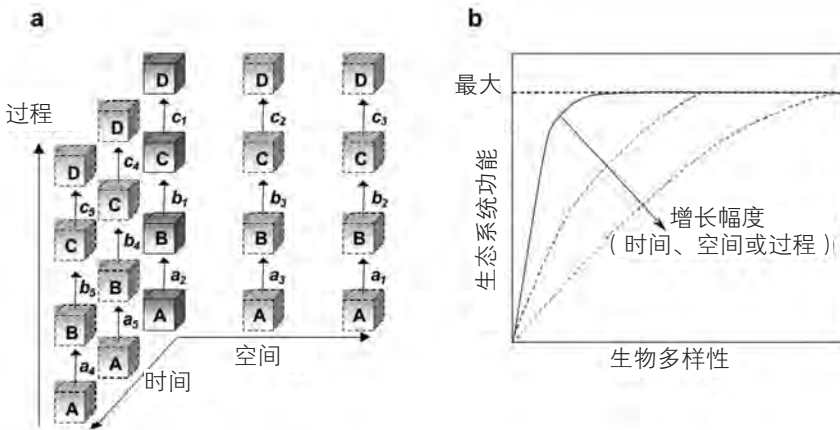 a
过程
D
D
D
D
D
c₁
c₂
c₃
c₄
c₅
C
C
C
C
C
b₁
b₃
b₂
b₄
b₅
B
B
B
B
B
a₂
a₃
a₁
a₅
a₄
A
A
A
A
A
空间
时间
b
最大
生态系统功能
增长幅度
（时间、空间或过程）
生物多样性